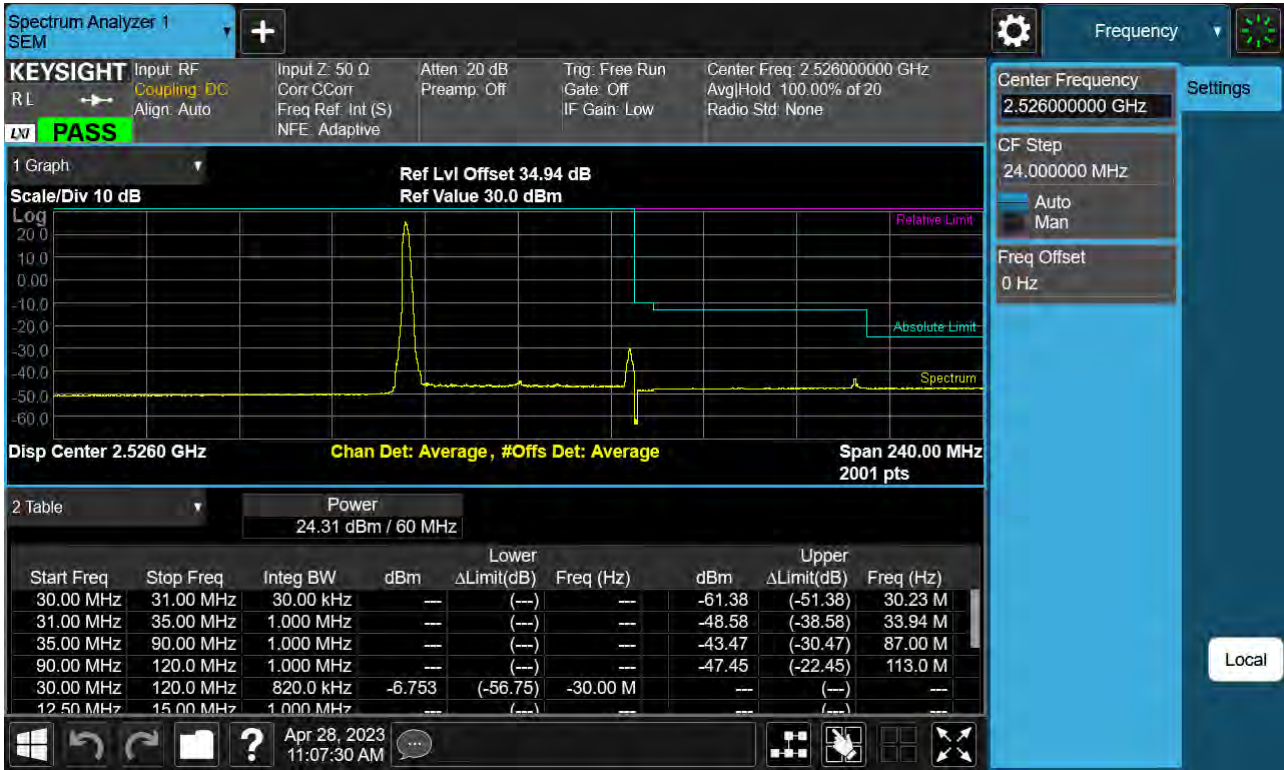 Spectrum Analyzer 1
SEM
Frequency
KEYSIGHT
RL
LXI PASS
Input: RF
Coupling: DC
Align: Auto
Input Z: 50 Ω
Corr CCorr
Freq Ref: Int (S)
NFE: Adaptive
Atten: 20 dB
Preamp: Off
Trig: Free Run
Gate: Off
IF Gain: Low
Center Freq: 2.526000000 GHz
Avg|Hold: 100.00% of 20
Radio Std: None
Center Frequency
2.526000000 GHz
Settings
CF Step
24.000000 MHz
Auto
Man
Freq Offset
0 Hz
1 Graph
Ref Lvl Offset 34.94 dB
Scale/Div 10 dB Ref Value 30.0 dBm
Log
20.0
10.0
0.00
-10.0
-20.0
-30.0
-40.0
-50.0
-60.0
Relative Limit
Absolute Limit
Spectrum
Disp Center 2.5260 GHz Chan Det: Average, #Offs Det: Average Span 240.00 MHz
2001 pts
2 Table
Power
24.31 dBm / 60 MHz
Lower Upper
Start Freq Stop Freq Integ BW dBm ΔLimit(dB) Freq (Hz) dBm ΔLimit(dB) Freq (Hz)
30.00 MHz 31.00 MHz 30.00 kHz --- (---) --- -61.38 (-51.38) 30.23 M
31.00 MHz 35.00 MHz 1.000 MHz --- (---) --- -48.58 (-38.58) 33.94 M
35.00 MHz 90.00 MHz 1.000 MHz --- (---) --- -43.47 (-30.47) 87.00 M
90.00 MHz 120.0 MHz 1.000 MHz --- (---) --- -47.45 (-22.45) 113.0 M
30.00 MHz 120.0 MHz 820.0 kHz -6.753 (-56.75) -30.00 M --- (---) ---
12.50 MHz 15.00 MHz 1.000 MHz --- (---) --- --- (---) ---
Local
Apr 28, 2023
11:07:30 AM